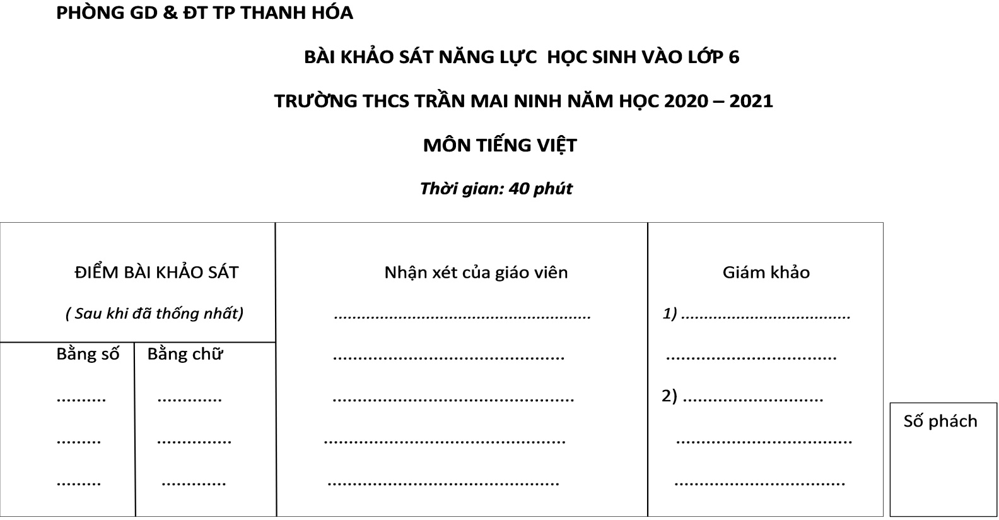 PHÒNG GD & ĐT TP THANH HÓA
BÀI KHẢO SÁT NĂNG LỰC HỌC SINH VÀO LỚP 6
TRƯỜNG THCS TRẦN MAI NINH NĂM HỌC 2020 – 2021
MÔN TIẾNG VIỆT
Thời gian: 40 phút
ĐIỂM BÀI KHẢO SÁT
( Sau khi đã thống nhất)
Bằng số
..........
.........
.........
Bằng chữ
.............
...............
.............
Nhận xét của giáo viên
........................................................
...............................................
.................................................
.................................................
...............................................
Giám khảo
1) .....................................
...................................
2) .............................
....................................
...................................
Số phách